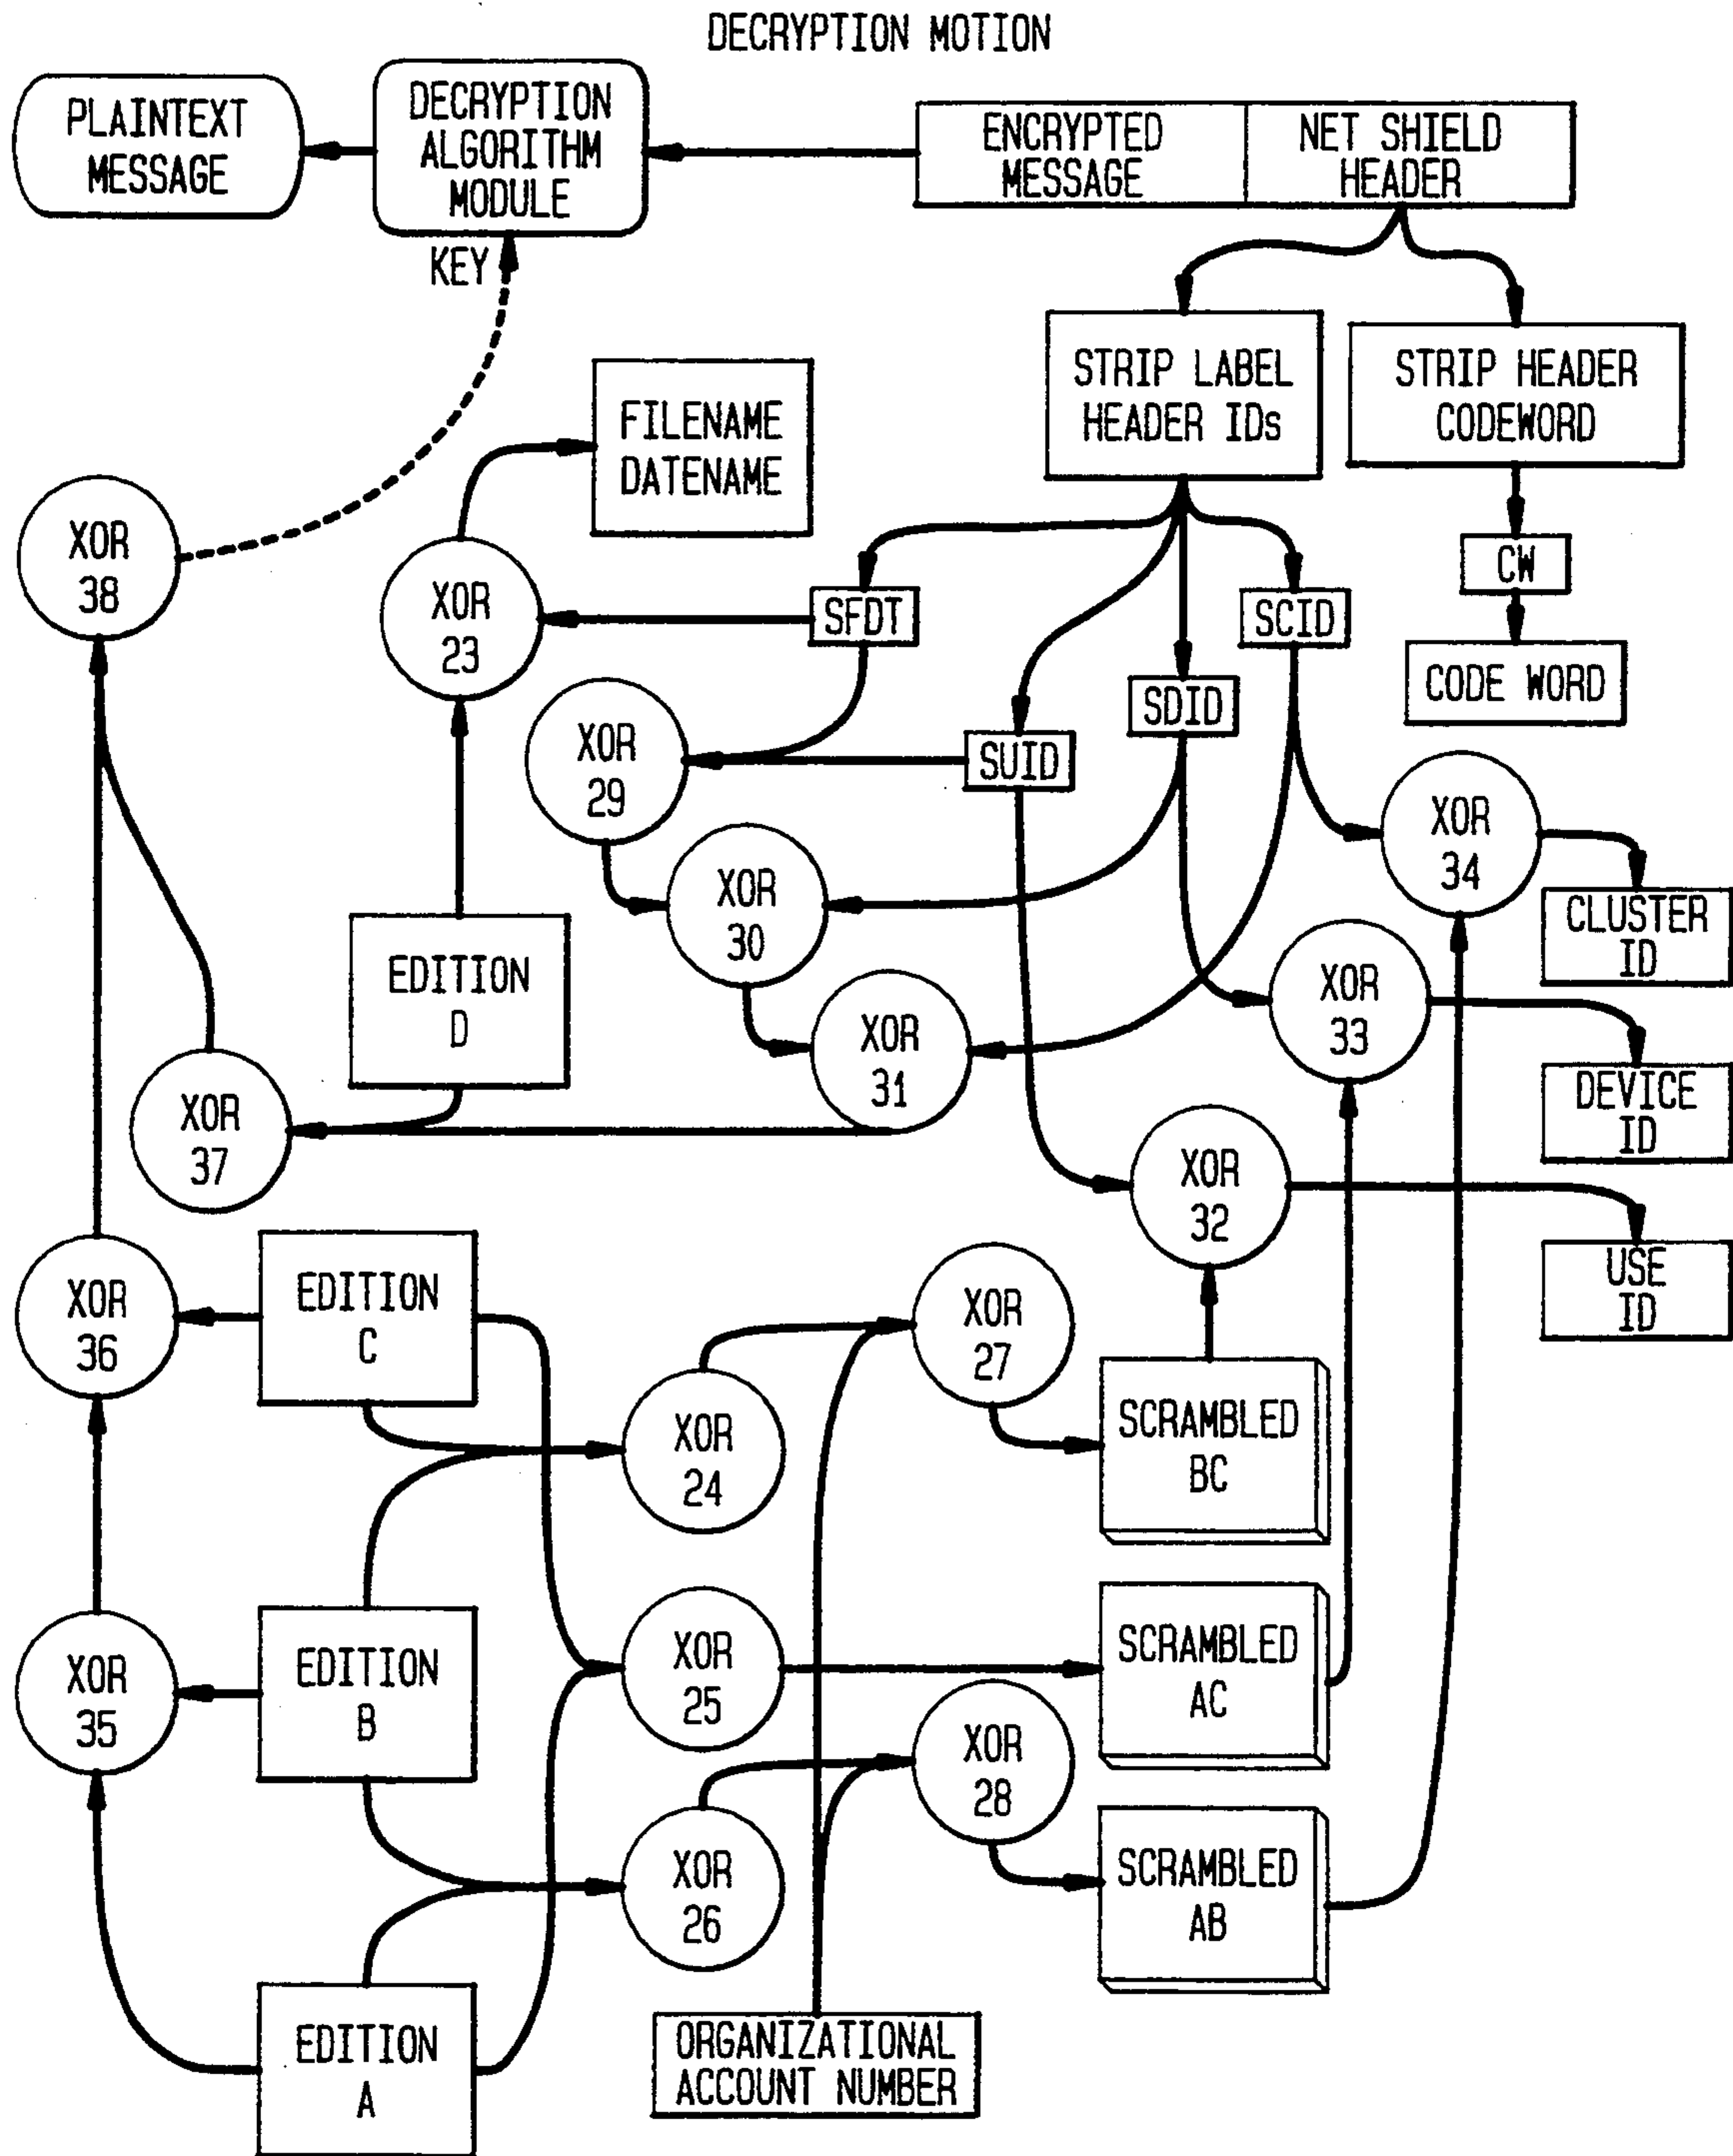 DECRYPTION MOTION
PLAINTEXT
MESSAGE
DECRYPTION
ALGORITHM
MODULE
ENCRYPTED
MESSAGE
NET SHIELD
HEADER
KEY
STRIP LABEL
HEADER IDs
STRIP HEADER
CODEWORD
FILENAME
DATENAME
XOR
38
XOR
23
SFDT
SCID
CW
CODE WORD
SDID
SUID
XOR
29
XOR
34
XOR
30
CLUSTER
ID
EDITION
D
XOR
31
XOR
33
DEVICE
ID
XOR
37
XOR
32
USE
ID
XOR
36
EDITION
C
XOR
27
XOR
24
SCRAMBLED
BC
XOR
35
EDITION
B
XOR
25
SCRAMBLED
AC
XOR
28
XOR
26
SCRAMBLED
AB
EDITION
A
ORGANIZATIONAL
ACCOUNT NUMBER